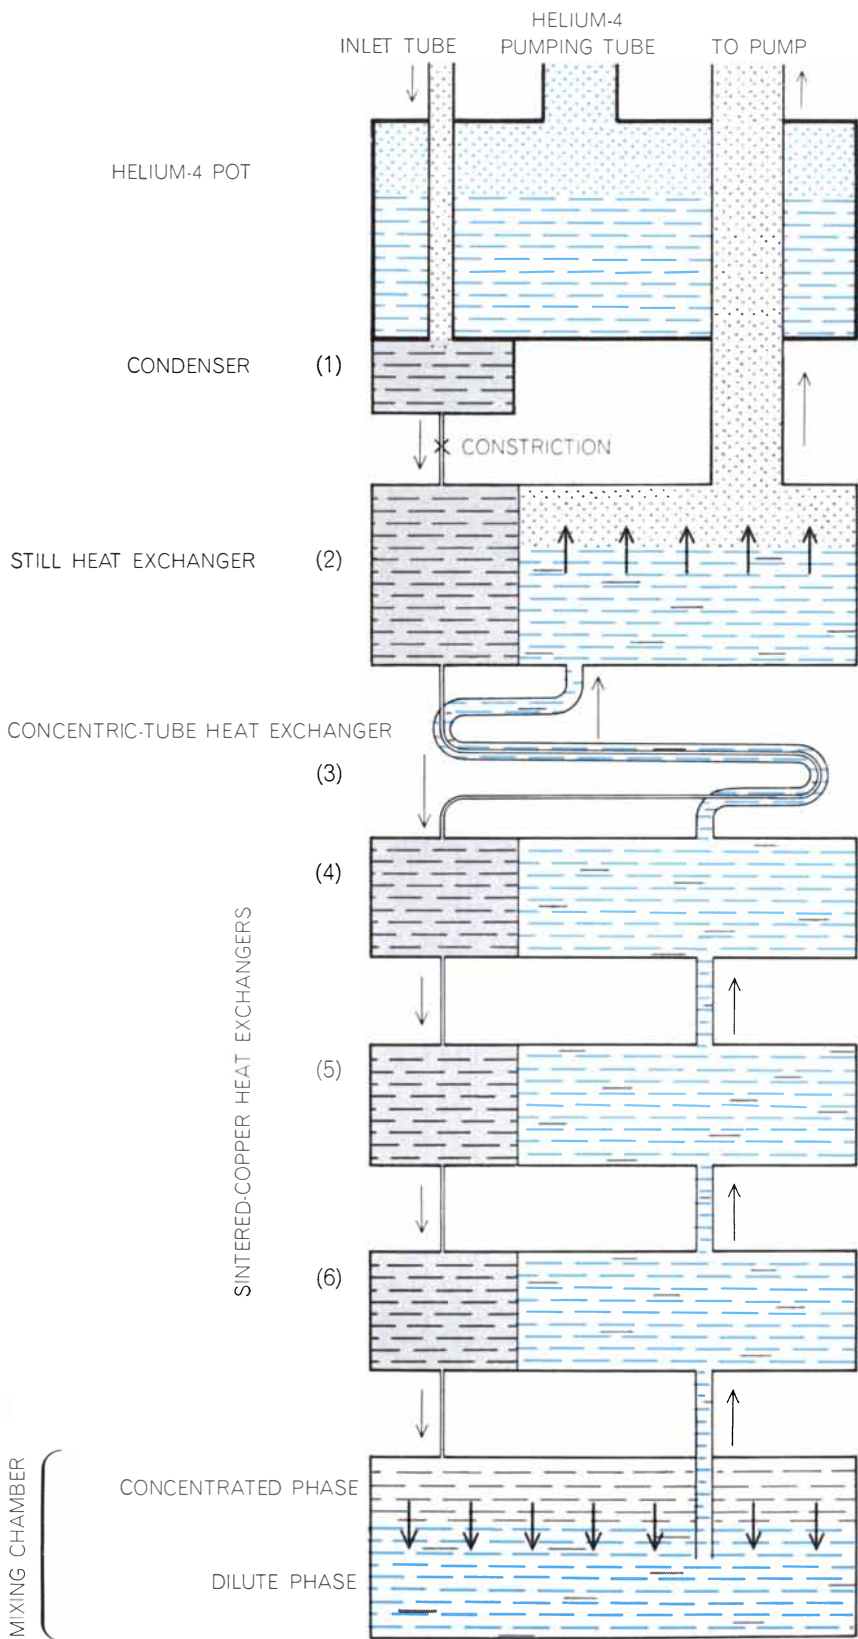 HELIUM-4
INLET TUBE PUMPING TUBE TO PUMP
HELIUM-4 POT
CONDENSER (1)
CONSTRICTION
STILL HEAT EXCHANGER (2)
CONCENTRIC-TUBE HEAT EXCHANGER
(3)
(4)
SINTERED-COPPER HEAT EXCHANGERS
(5)
(6)
MIXING CHAMBER
CONCENTRATED PHASE
DILUTE PHASE